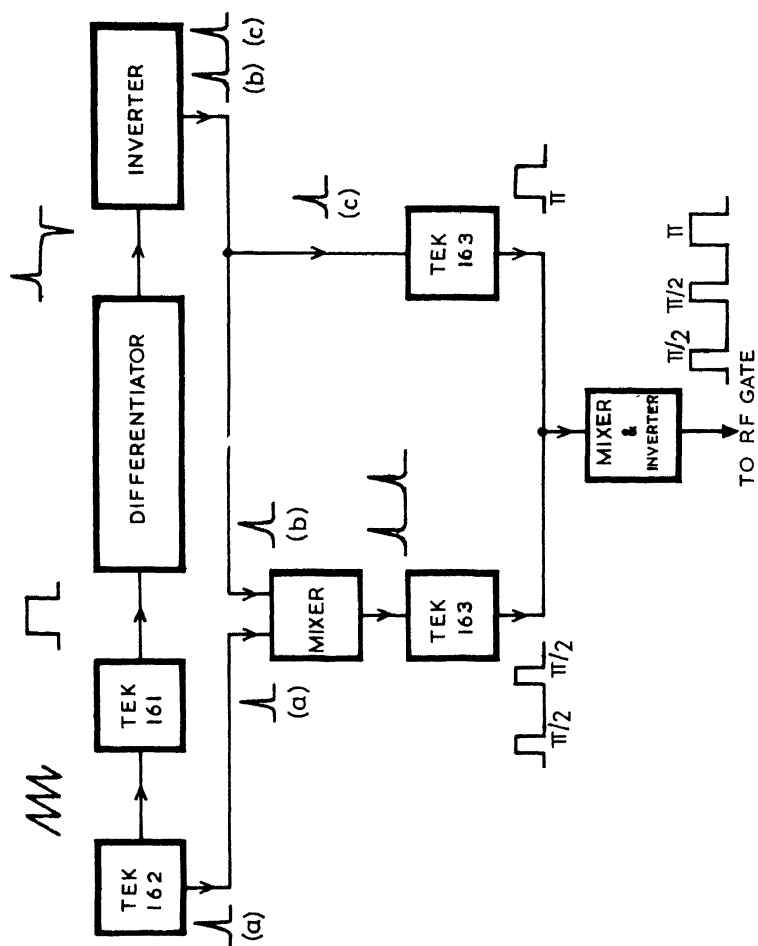 TEK
162
TEK
161
DIFFERENTIATOR
INVERTER
(a)
(b)
(c)
(a)
MIXER
(b)
(c)
TEK
163
TEK
163
π/2
π/2
π
MIXER
&
INVERTER
π/2
π/2
π
TO RF GATE